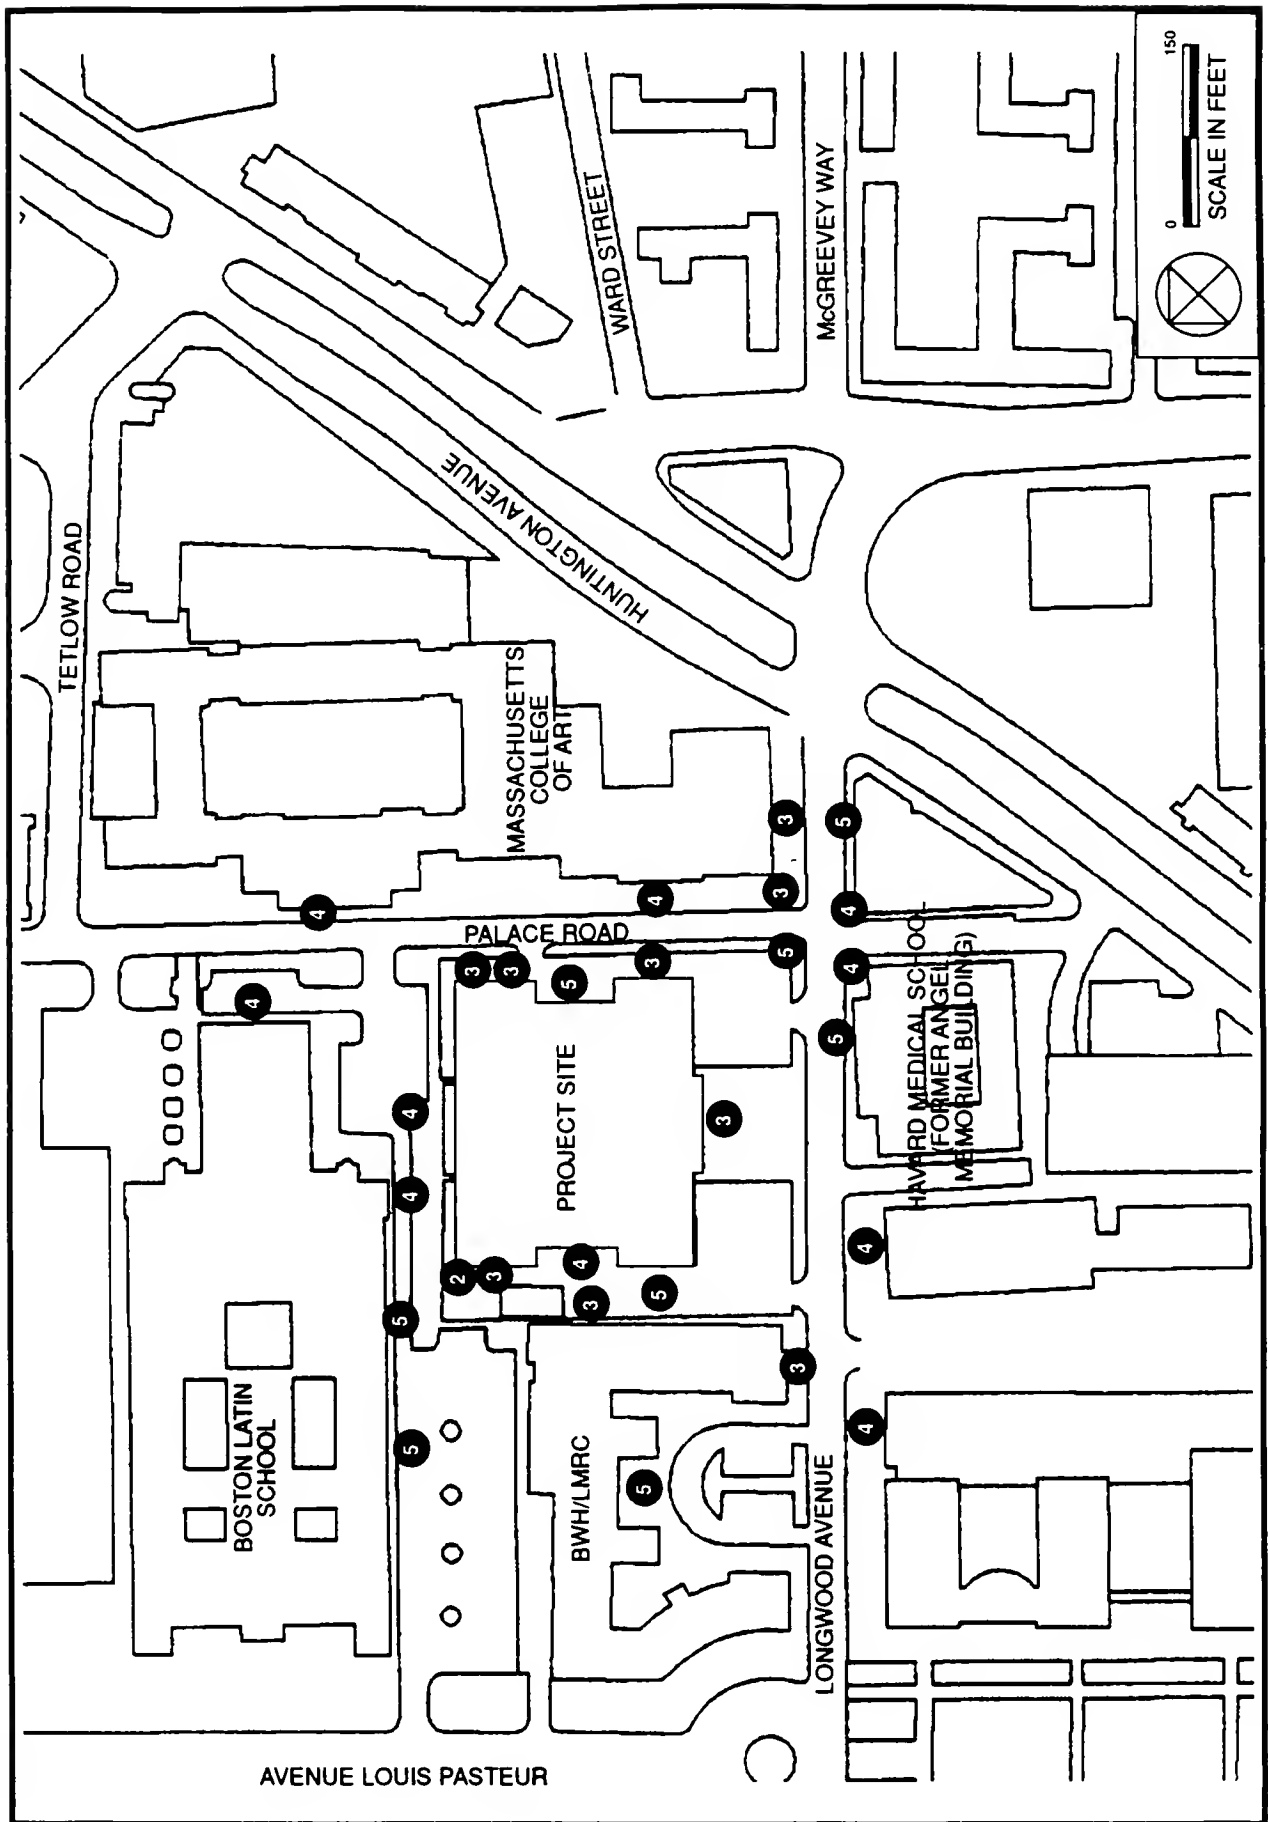 150
0
SCALE IN FEET
WARD STREET
McGREEVEY WAY
HUNTINGTON AVENUE
TETLOW ROAD
MASSACHUSETTS
COLLEGE
OF ART
3
5
3
4
4
4
PALACE ROAD
5
3
4
3
3
5
4
5
HAVARD MEDICAL SCHOOL
(FORMER ANGELL
MEMORIAL BUILDING)
PROJECT SITE
4
3
4
4
4
3
2
5
3
5
3
4
5
5
BOSTON LATIN
SCHOOL
BWH/LMRC
LONGWOOD AVENUE
AVENUE LOUIS PASTEUR